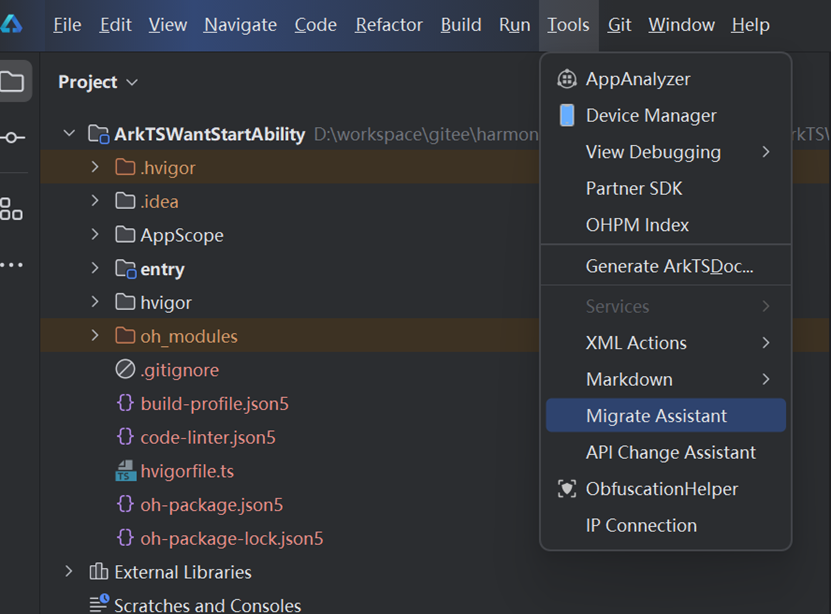 File Edit View Navigate Code Refactor Build Run Tools Git Window Help
Project
ArkTSWantStartAbility D:\workspace\gitee\harmon
rkTS\
.hvigor
.idea
AppScope
entry
hvigor
oh_modules
.gitignore
build-profile.json5
code-linter.json5
TS hvigorfile.ts
oh-package.json5
oh-package-lock.json5
External Libraries
Scratches and Consoles
AppAnalyzer
Device Manager
View Debugging
Partner SDK
OHPM Index
Generate ArkTSDoc...
Services
XML Actions
Markdown
Migrate Assistant
API Change Assistant
ObfuscationHelper
IP Connection